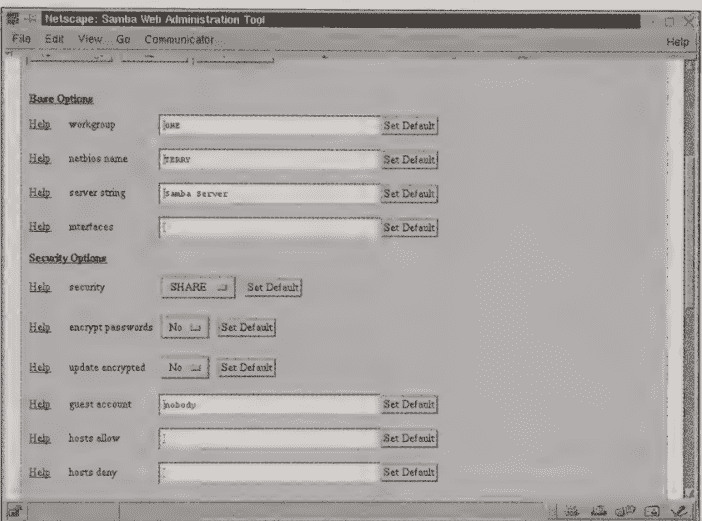 Netscape: Samba Web Administration Tool
File Edit View Go Communicator Help
Base Options
Help workgroup Set Default
Help netbios name TERRY Set Default
Help server string Samba Server Set Default
Help interfaces Set Default
Security Options
Help security SHARE Set Default
Help encrypt passwords No Set Default
Help update encrypted No Set Default
Help guest account nobody Set Default
Help hosts allow Set Default
Help hosts deny Set Default